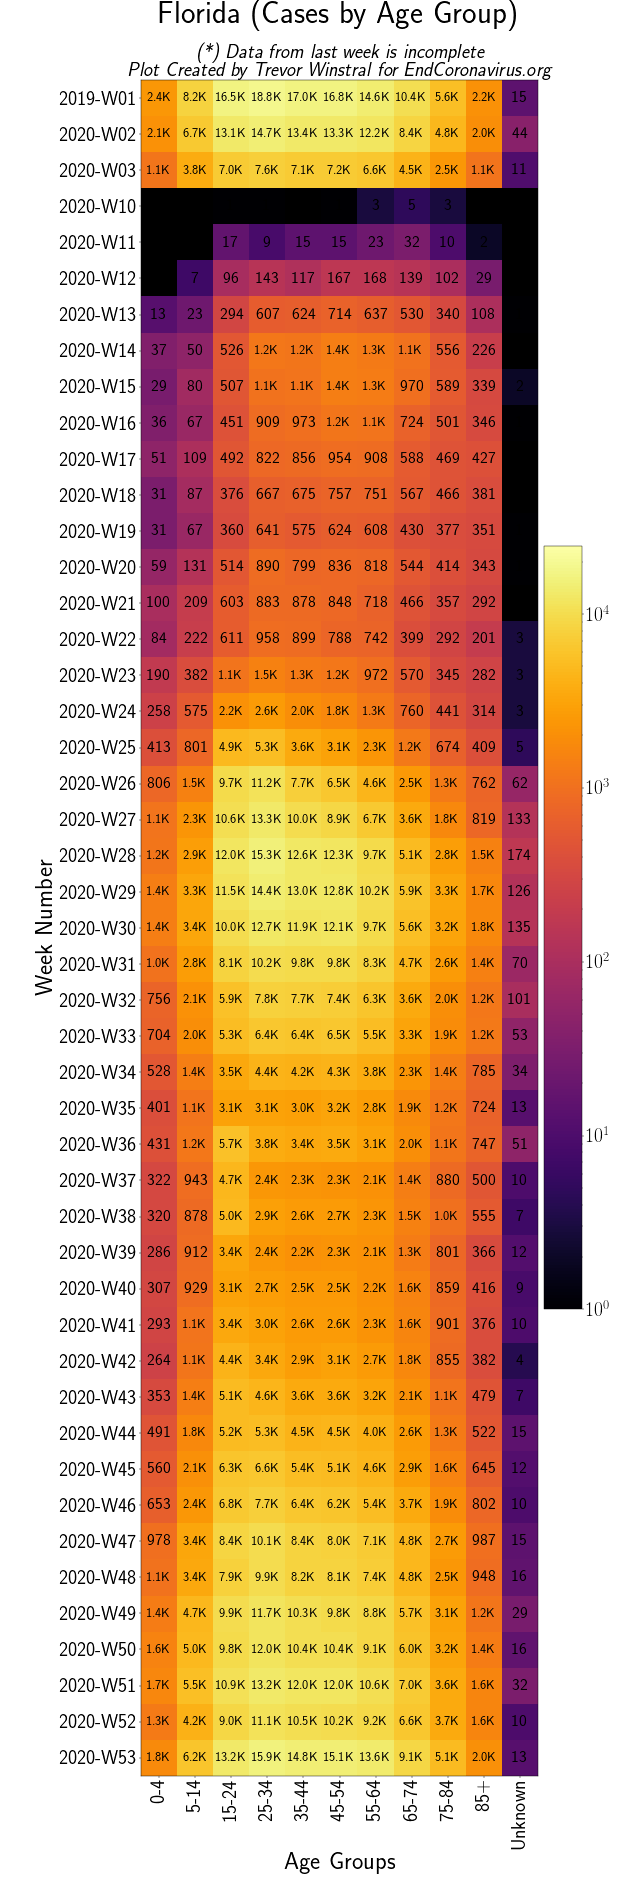 Florida (Cases by Age Group)
(*) Data from last week is incomplete
Plot Created by Trevor Winstral for EndCoronavirus.org
2019-W01 2.4K 8.2K 16.5K 18.8K 17.0K 16.8K 14.6K 10.4K 5.6K 2.2K 15
2020-W02 2.1K 6.7K 13.1K 14.7K 13.4K 13.3K 12.2K 8.4K 4.8K 2.0K 44
2020-W03 1.1K 3.8K 7.0K 7.6K 7.1K 7.2K 6.6K 4.5K 2.5K 1.1K 11
2020-W10 3 5 3
2020-W11 17 9 15 15 23 32 10 2
2020-W12 7 96 143 117 167 168 139 102 29
2020-W13 13 23 294 607 624 714 637 530 340 108
2020-W14 37 50 526 1.2K 1.2K 1.4K 1.3K 1.1K 556 226
2020-W15 29 80 507 1.1K 1.1K 1.4K 1.3K 970 589 339 2
2020-W16 36 67 451 909 973 1.2K 1.1K 724 501 346
2020-W17 51 109 492 822 856 954 908 588 469 427
2020-W18 31 87 376 667 675 757 751 567 466 381
2020-W19 31 67 360 641 575 624 608 430 377 351
2020-W20 59 131 514 890 799 836 818 544 414 343
2020-W21 100 209 603 883 878 848 718 466 357 292
2020-W22 84 222 611 958 899 788 742 399 292 201 3
2020-W23 190 382 1.1K 1.5K 1.3K 1.2K 972 570 345 282 3
2020-W24 258 575 2.2K 2.6K 2.0K 1.8K 1.3K 760 441 314 3
2020-W25 413 801 4.9K 5.3K 3.6K 3.1K 2.3K 1.2K 674 409 5
2020-W26 806 1.5K 9.7K 11.2K 7.7K 6.5K 4.6K 2.5K 1.3K 762 62
2020-W27 1.1K 2.3K 10.6K 13.3K 10.0K 8.9K 6.7K 3.6K 1.8K 819 133
2020-W28 1.2K 2.9K 12.0K 15.3K 12.6K 12.3K 9.7K 5.1K 2.8K 1.5K 174
2020-W29 1.4K 3.3K 11.5K 14.4K 13.0K 12.8K 10.2K 5.9K 3.3K 1.7K 126
2020-W30 1.4K 3.4K 10.0K 12.7K 11.9K 12.1K 9.7K 5.6K 3.2K 1.8K 135
2020-W31 1.0K 2.8K 8.1K 10.2K 9.8K 9.8K 8.3K 4.7K 2.6K 1.4K 70
2020-W32 756 2.1K 5.9K 7.8K 7.7K 7.4K 6.3K 3.6K 2.0K 1.2K 101
2020-W33 704 2.0K 5.3K 6.4K 6.4K 6.5K 5.5K 3.3K 1.9K 1.2K 53
2020-W34 528 1.4K 3.5K 4.4K 4.2K 4.3K 3.8K 2.3K 1.4K 785 34
2020-W35 401 1.1K 3.1K 3.1K 3.0K 3.2K 2.8K 1.9K 1.2K 724 13
2020-W36 431 1.2K 5.7K 3.8K 3.4K 3.5K 3.1K 2.0K 1.1K 747 51
2020-W37 322 943 4.7K 2.4K 2.3K 2.3K 2.1K 1.4K 880 500 10
2020-W38 320 878 5.0K 2.9K 2.6K 2.7K 2.3K 1.5K 1.0K 555 7
2020-W39 286 912 3.4K 2.4K 2.2K 2.3K 2.1K 1.3K 801 366 12
2020-W40 307 929 3.1K 2.7K 2.5K 2.5K 2.2K 1.6K 859 416 9
2020-W41 293 1.1K 3.4K 3.0K 2.6K 2.6K 2.3K 1.6K 901 376 10
2020-W42 264 1.1K 4.4K 3.4K 2.9K 3.1K 2.7K 1.8K 855 382 4
2020-W43 353 1.4K 5.1K 4.6K 3.6K 3.6K 3.2K 2.1K 1.1K 479 7
2020-W44 491 1.8K 5.2K 5.3K 4.5K 4.5K 4.0K 2.6K 1.3K 522 15
2020-W45 560 2.1K 6.3K 6.6K 5.4K 5.1K 4.6K 2.9K 1.6K 645 12
2020-W46 653 2.4K 6.8K 7.7K 6.4K 6.2K 5.4K 3.7K 1.9K 802 10
2020-W47 978 3.4K 8.4K 10.1K 8.4K 8.0K 7.1K 4.8K 2.7K 987 15
2020-W48 1.1K 3.4K 7.9K 9.9K 8.2K 8.1K 7.4K 4.8K 2.5K 948 16
2020-W49 1.4K 4.7K 9.9K 11.7K 10.3K 9.8K 8.8K 5.7K 3.1K 1.2K 29
2020-W50 1.6K 5.0K 9.8K 12.0K 10.4K 10.4K 9.1K 6.0K 3.2K 1.4K 16
2020-W51 1.7K 5.5K 10.9K 13.2K 12.0K 12.0K 10.6K 7.0K 3.6K 1.6K 32
2020-W52 1.3K 4.2K 9.0K 11.1K 10.5K 10.2K 9.2K 6.6K 3.7K 1.6K 10
2020-W53 1.8K 6.2K 13.2K 15.9K 14.8K 15.1K 13.6K 9.1K 5.1K 2.0K 13
0-4 5-14 15-24 25-34 35-44 45-54 55-64 65-74 75-84 85+ Unknown
Age Groups
Week Number
10⁴
10³
10²
10¹
10⁰